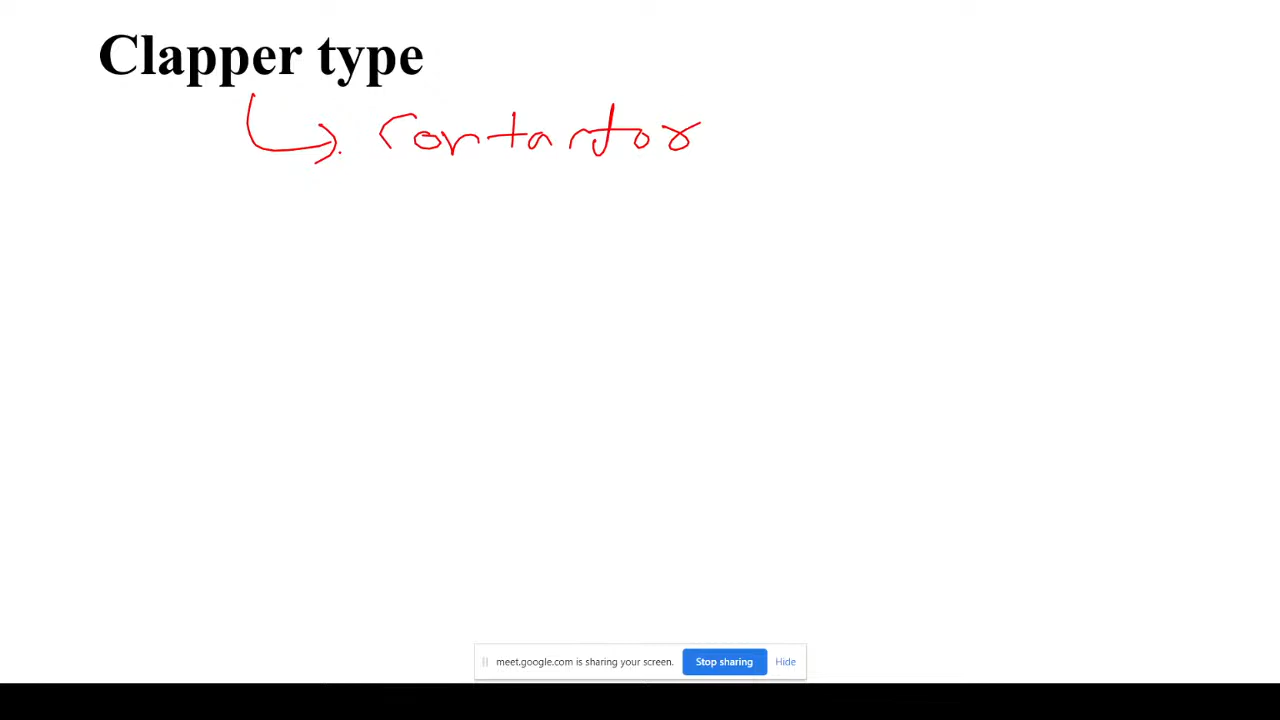 Clapper type
contactor
meet.google.com is sharing your screen. Stop sharing Hide